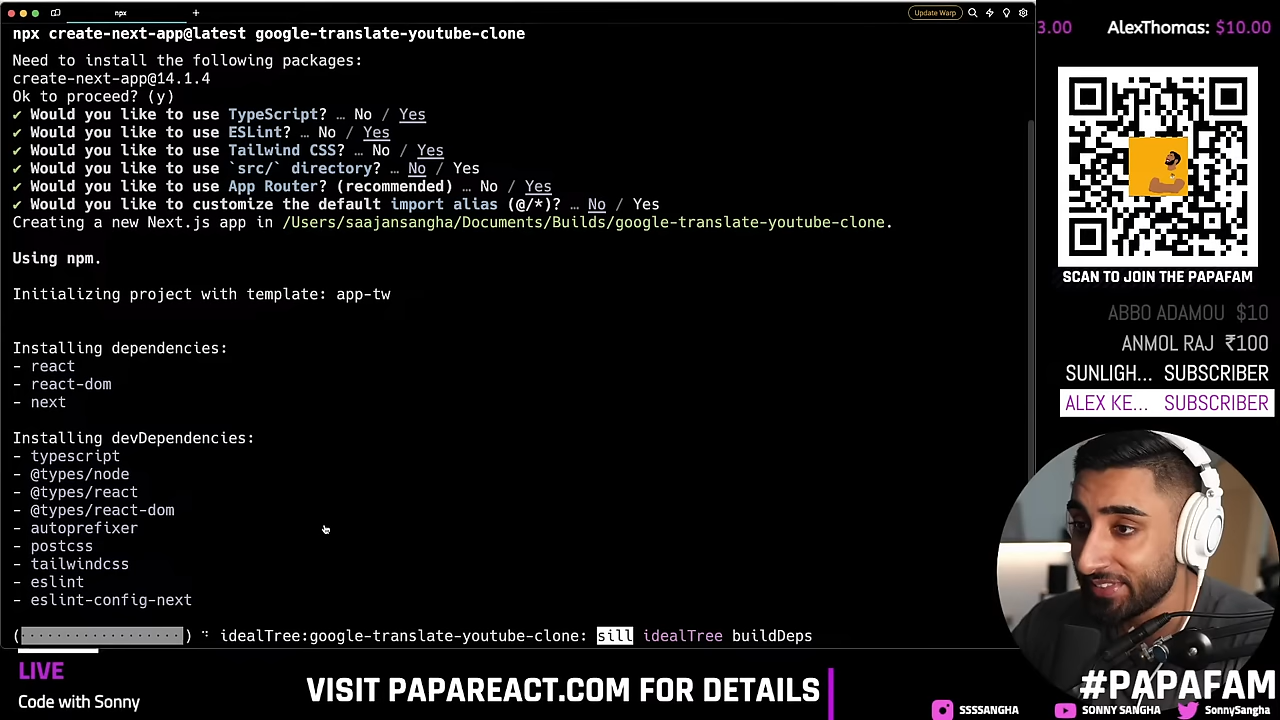 npx
Update Warp
npx create-next-app@latest google-translate-youtube-clone
Need to install the following packages:
create-next-app@14.1.4
Ok to proceed? (y)
✔ Would you like to use TypeScript? … No / Yes
✔ Would you like to use ESLint? … No / Yes
✔ Would you like to use Tailwind CSS? … No / Yes
✔ Would you like to use `src/` directory? … No / Yes
✔ Would you like to use App Router? (recommended) … No / Yes
✔ Would you like to customize the default import alias (@/*)? … No / Yes
Creating a new Next.js app in /Users/saajansangha/Documents/Builds/google-translate-youtube-clone.
Using npm.
Initializing project with template: app-tw
Installing dependencies:
- react
- react-dom
- next
Installing devDependencies:
- typescript
- @types/node
- @types/react
- @types/react-dom
- autoprefixer
- postcss
- tailwindcss
- eslint
- eslint-config-next
(··················) ⠙ idealTree:google-translate-youtube-clone: sill idealTree buildDeps
3.00 AlexThomas: $10.00
SCAN TO JOIN THE PAPAFAM
ABBO ADAMOU $10
ANMOL RAJ ₹100
SUNLIGH... SUBSCRIBER
ALEX KE... SUBSCRIBER
LIVE
Code with Sonny
VISIT PAPAREACT.COM FOR DETAILS
#PAPAFAM
SSSSANGHA
SONNY SANGHA
SonnySangha